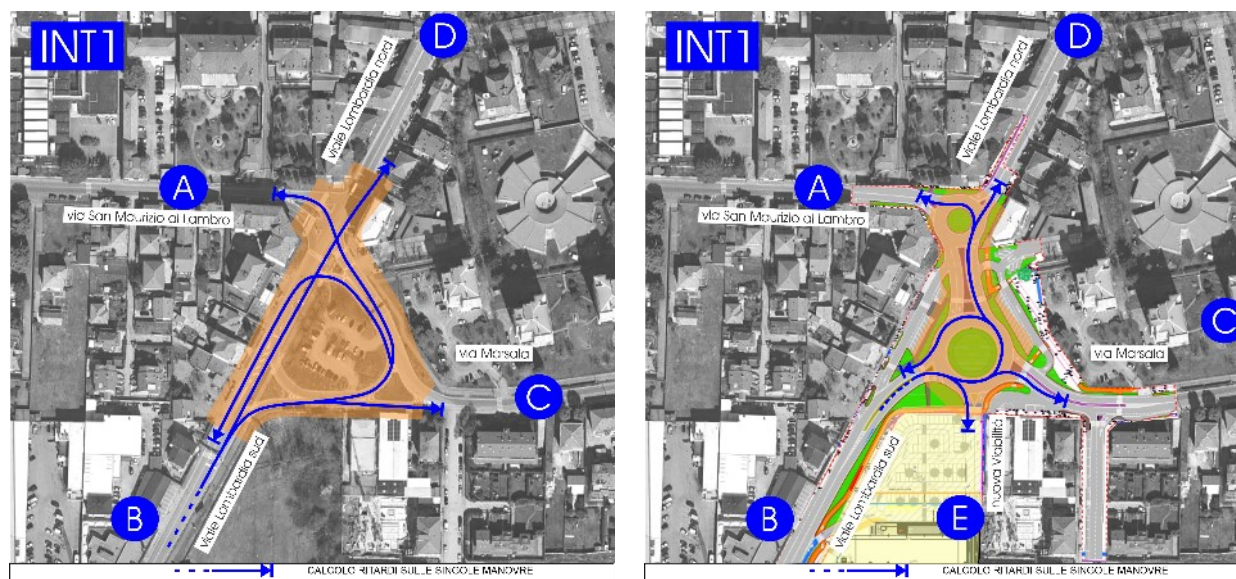 INT1
D
viale Lombardia nord
A
via San Maurizio al Lambro
via Marsala
C
B
viale Lombardia sud
CALCOLO RITARDI SULLE SINGOLE MANOVRE
INT1
D
viale Lombardia nord
A
via San Maurizio al Lambro
C
via Marsala
nuova Viabilità
viale Lombardia sud
B
E
CALCOLO RITARDI SULLE SINGOLE MANOVRE